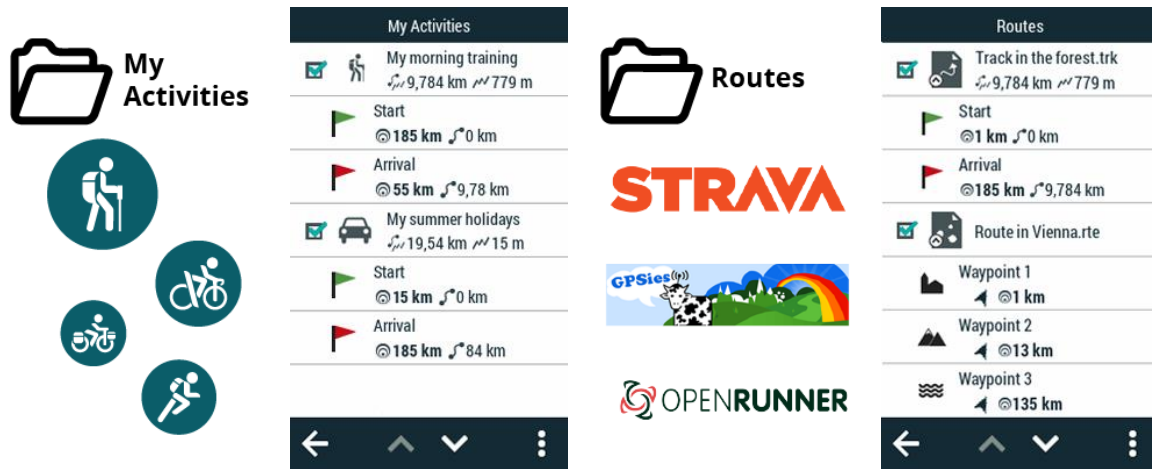 My
Activities
My Activities
My morning training
9,784 km 779 m
Start
185 km 0 km
Arrival
55 km 9,78 km
My summer holidays
19,54 km 15 m
Start
15 km 0 km
Arrival
185 km 84 km
Routes
STRAVA
GPSies
OPENRUNNER
Routes
Track in the forest.trk
9,784 km 779 m
Start
1 km 0 km
Arrival
185 km 9,784 km
Route in Vienna.rte
Waypoint 1
1 km
Waypoint 2
13 km
Waypoint 3
135 km